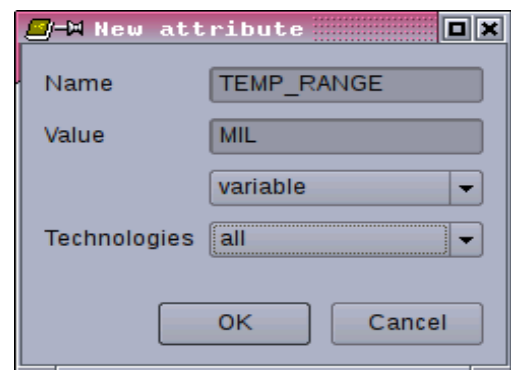 New attribute
Name TEMP_RANGE
Value MIL
variable
Technologies all
OK Cancel